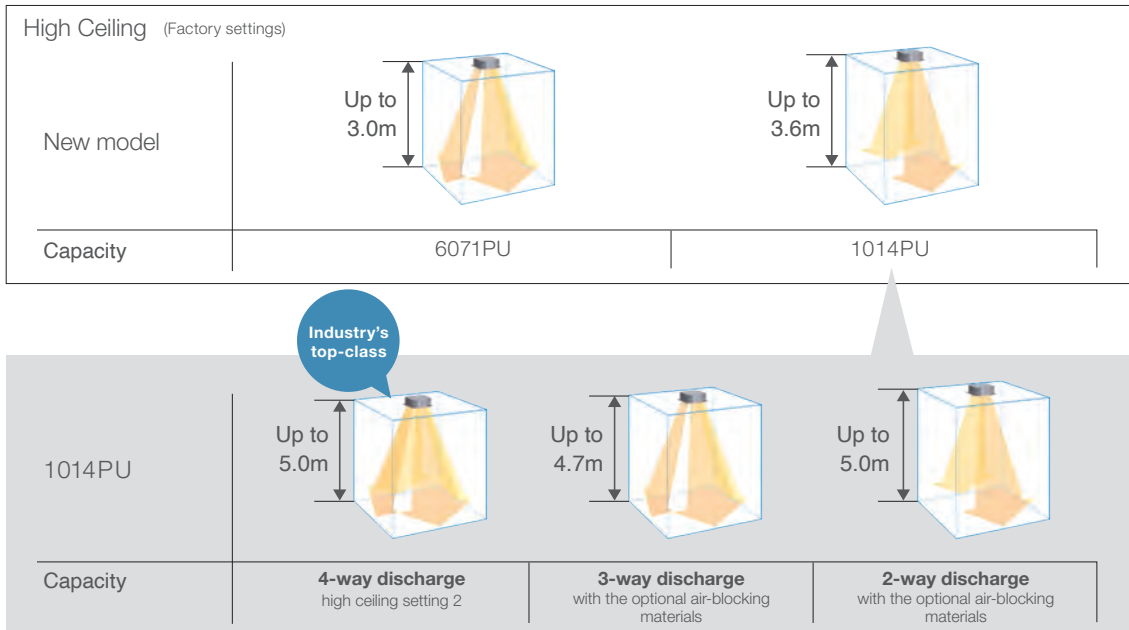 High Ceiling (Factory settings)
New model
Up to
3.0m
Up to
3.6m
Capacity
6071PU
1014PU
Industry's
top-class
1014PU
Up to
5.0m
Up to
4.7m
Up to
5.0m
Capacity
4-way discharge
high ceiling setting 2
3-way discharge
with the optional air-blocking
materials
2-way discharge
with the optional air-blocking
materials